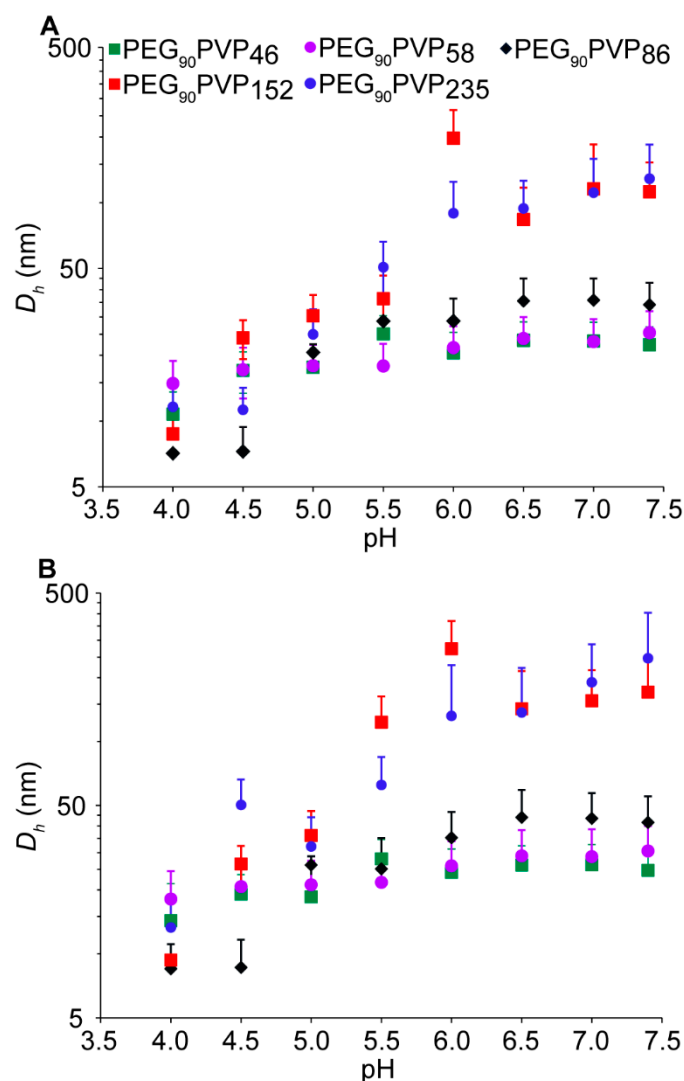 A
500
PEG₉₀PVP₄₆ PEG₉₀PVP₅₈ PEG₉₀PVP₈₆
PEG₉₀PVP₁₅₂ PEG₉₀PVP₂₃₅
50
Dₕ (nm)
5
3.5 4.0 4.5 5.0 5.5 6.0 6.5 7.0 7.5
pH
B
500
50
Dₕ (nm)
5
3.5 4.0 4.5 5.0 5.5 6.0 6.5 7.0 7.5
pH